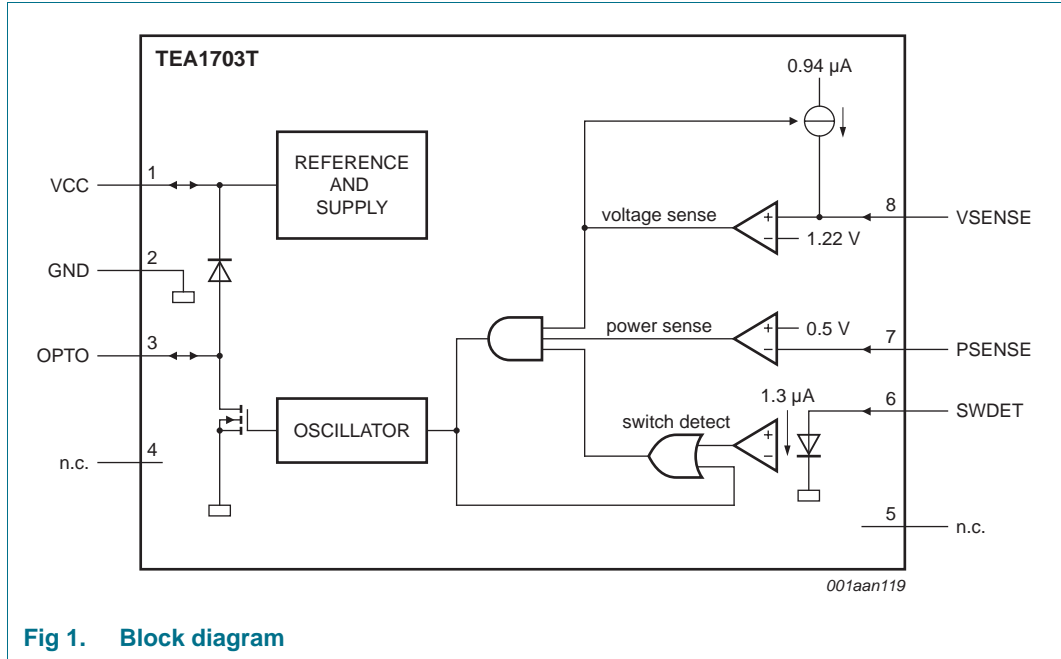 TEA1703T
0.94 µA
REFERENCE
AND
SUPPLY
VCC
1
8
VSENSE
voltage sense
+
−
1.22 V
GND
2
OPTO
3
power sense
+
−
0.5 V
7
PSENSE
1.3 µA
6
SWDET
switch detect
+
−
OSCILLATOR
n.c.
4
5
n.c.
001aan119
Fig 1. Block diagram